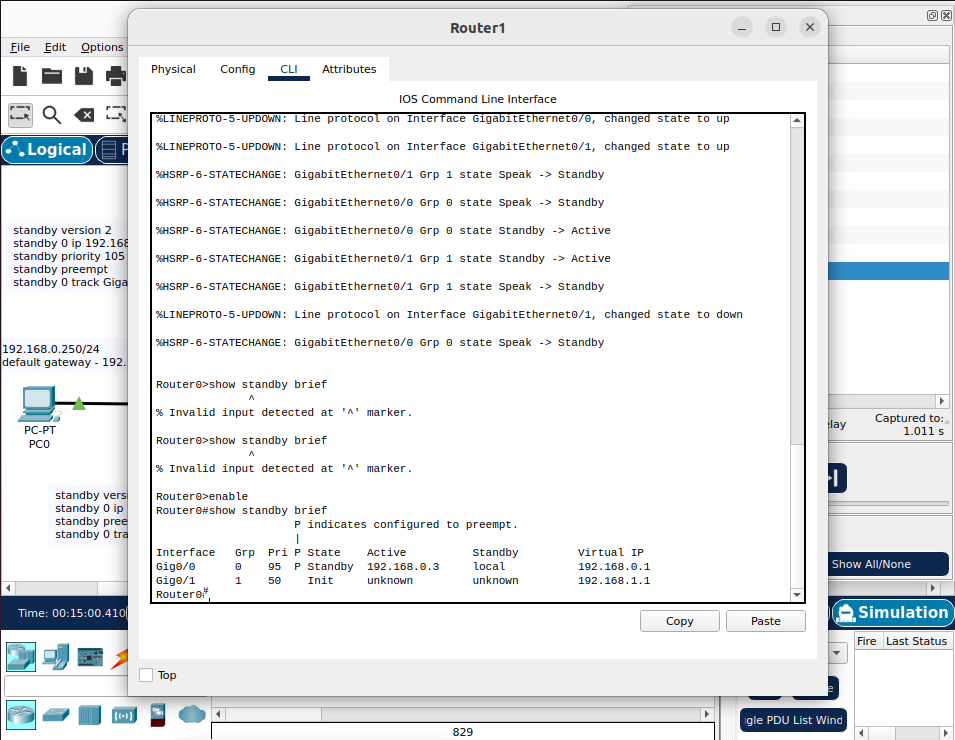 Router1
File Edit Options
Physical Config CLI Attributes
IOS Command Line Interface
%LINEPROTO-5-UPDOWN: Line protocol on Interface GigabitEthernet0/0, changed state to up
%LINEPROTO-5-UPDOWN: Line protocol on Interface GigabitEthernet0/1, changed state to up
%HSRP-6-STATECHANGE: GigabitEthernet0/1 Grp 1 state Speak -> Standby
%HSRP-6-STATECHANGE: GigabitEthernet0/0 Grp 0 state Speak -> Standby
%HSRP-6-STATECHANGE: GigabitEthernet0/0 Grp 0 state Standby -> Active
%HSRP-6-STATECHANGE: GigabitEthernet0/1 Grp 1 state Standby -> Active
%HSRP-6-STATECHANGE: GigabitEthernet0/1 Grp 1 state Speak -> Standby
%LINEPROTO-5-UPDOWN: Line protocol on Interface GigabitEthernet0/1, changed state to down
%HSRP-6-STATECHANGE: GigabitEthernet0/0 Grp 0 state Speak -> Standby
Router0>show standby brief
^
% Invalid input detected at '^' marker.
Router0>show standby brief
^
% Invalid input detected at '^' marker.
Router0>enable
Router0#show standby brief
P indicates configured to preempt.
|
Interface Grp Pri P State Active Standby Virtual IP
Gig0/0 0 95 P Standby 192.168.0.3 local 192.168.0.1
Gig0/1 1 50 Init unknown unknown 192.168.1.1
Router0#
Copy Paste
Top
Logical P
standby version 2
standby 0 ip 192.168
standby priority 105
standby preempt
standby 0 track Giga
192.168.0.250/24
default gateway - 192.
PC-PT
PC0
standby versi
standby 0 ip
standby pree
standby 0 tra
Time: 00:15:00.410
elay
Captured to:
1.011 s
Show All/None
Simulation
Fire Last Status
e
gle PDU List Wind
829